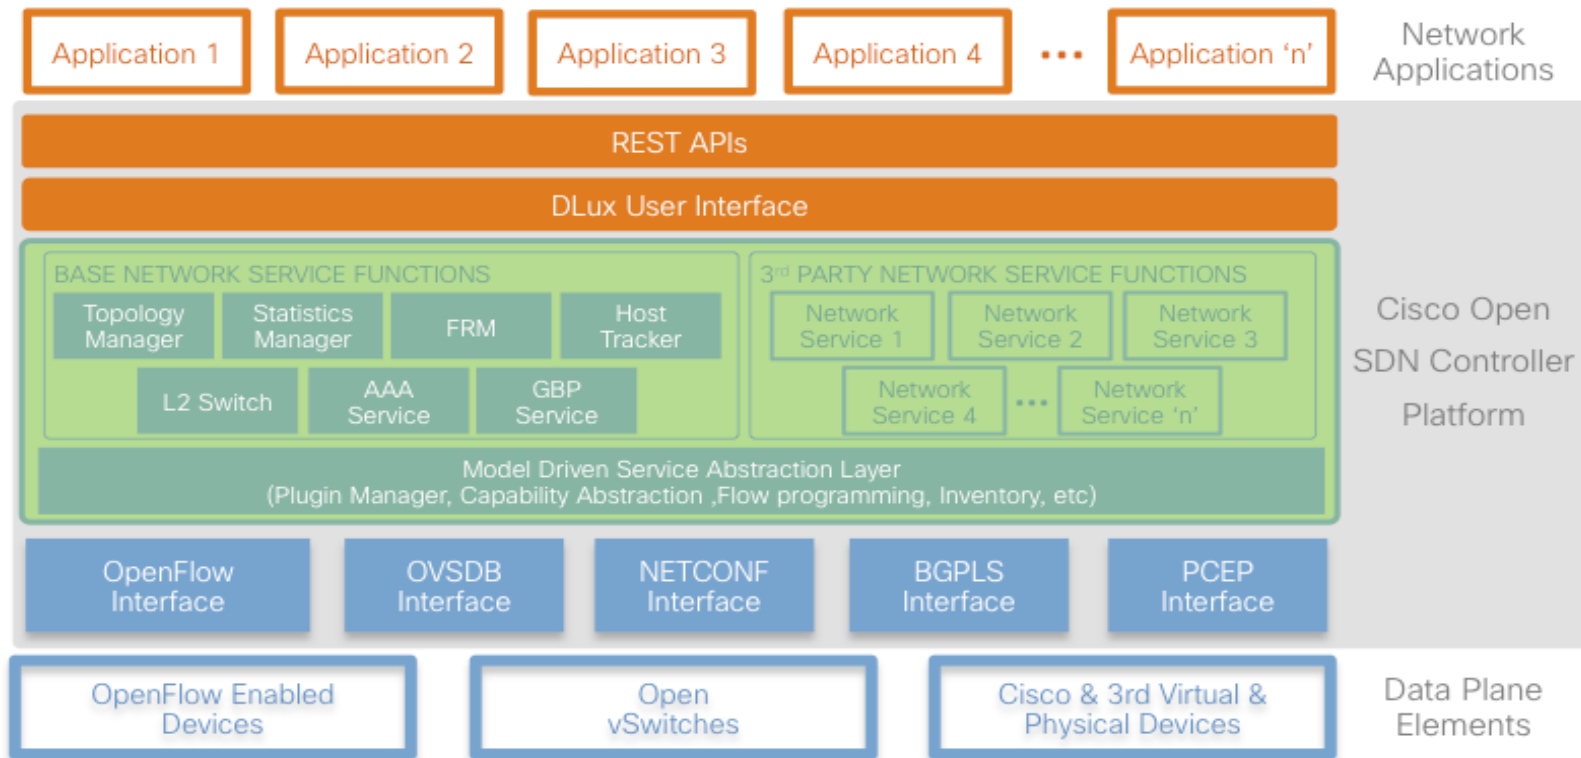 Application 1
Application 2
Application 3
Application 4
•••
Application ‘n’
Network
Applications
REST APIs
DLux User Interface
BASE NETWORK SERVICE FUNCTIONS
Topology
Manager
Statistics
Manager
FRM
Host
Tracker
L2 Switch
AAA
Service
GBP
Service
3rd PARTY NETWORK SERVICE FUNCTIONS
Network
Service 1
Network
Service 2
Network
Service 3
Network
Service 4
•••
Network
Service ‘n’
Model Driven Service Abstraction Layer
(Plugin Manager, Capability Abstraction ,Flow programming, Inventory, etc)
Cisco Open
SDN Controller
Platform
OpenFlow
Interface
OVSDB
Interface
NETCONF
Interface
BGPLS
Interface
PCEP
Interface
OpenFlow Enabled
Devices
Open
vSwitches
Cisco & 3rd Virtual &
Physical Devices
Data Plane
Elements